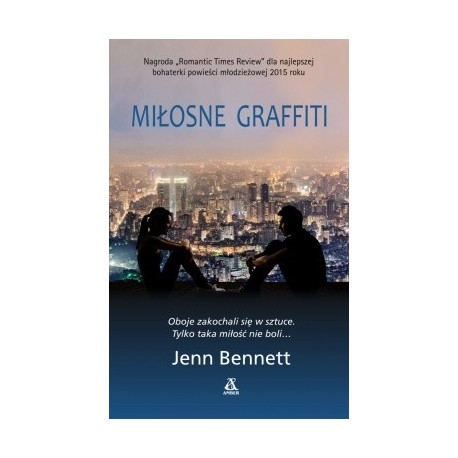 Nagroda „Romantic Times Review” dla najlepszej
bohaterki powieści młodzieżowej 2015 roku
MIŁOSNE GRAFFITI
Oboje zakochali się w sztuce.
Tylko taka miłość nie boli...
Jenn Bennett
AMBER